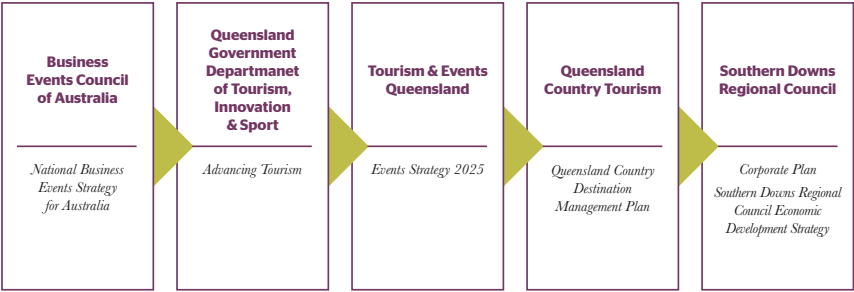 Business
Events Council
of Australia
National Business
Events Strategy
for Australia
Queensland
Government
Departmanet
of Tourism,
Innovation
& Sport
Advancing Tourism
Tourism & Events
Queensland
Events Strategy 2025
Queensland
Country Tourism
Queensland Country
Destination
Management Plan
Southern Downs
Regional Council
Corporate Plan
Southern Downs Regional
Council Economic
Development Strategy